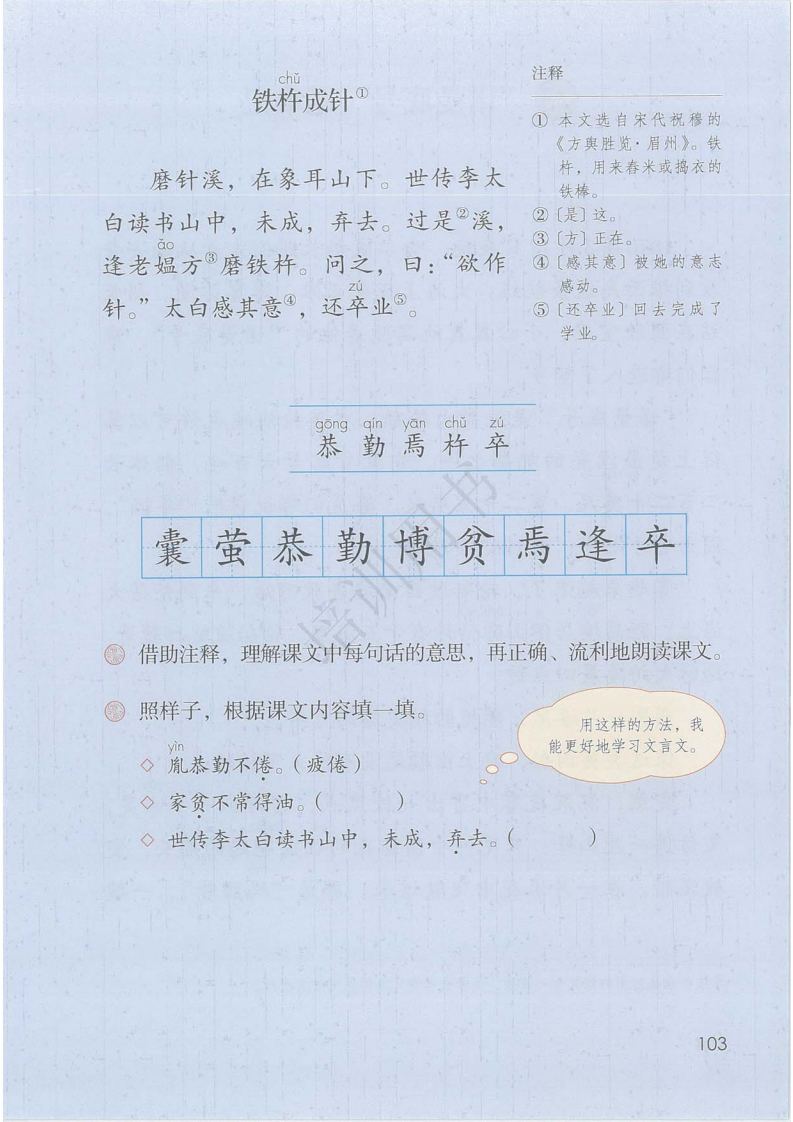 chǔ
铁杵成针①
磨针溪，在象耳山下。世传李太
白读书山中，未成，弃去。过是②溪，
ǎo
逢老媪方③磨铁杵。问之，曰：“欲作
zú
针。”太白感其意④，还卒业⑤。
注释
① 本文选自宋代祝穆的
《方舆胜览·眉州》。铁
杵，用来舂米或捣衣的
铁棒。
②〔是〕这。
③〔方〕正在。
④〔感其意〕被她的意志
感动。
⑤〔还卒业〕回去完成了
学业。
gōng qín yān chǔ zú
恭 勤 焉 杵 卒
囊 萤 恭 勤 博 贫 焉 逢 卒
培训用书
借助注释，理解课文中每句话的意思，再正确、流利地朗读课文。
照样子，根据课文内容填一填。
用这样的方法，我
能更好地学习文言文。
yìn
◇ 胤恭勤不倦。（疲倦）
◇ 家贫不常得油。（ ）
◇ 世传李太白读书山中，未成，弃去。（ ）
103